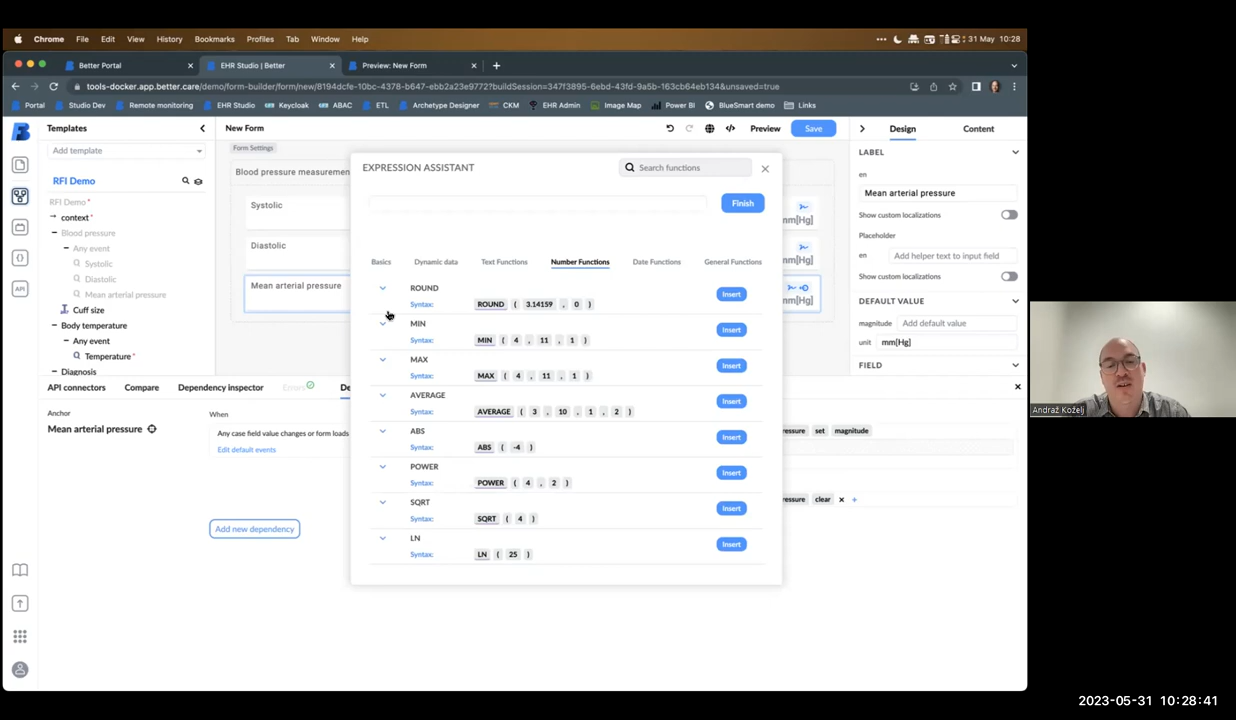 Chrome File Edit View History Bookmarks Profiles Tab Window Help
31 May 10:28
Better Portal
EHR Studio | Better
Preview: New Form
tools-docker.app.better.care/demo/form-builder/form/new/8194dcfe-10bc-4378-b647-ebb2a23e9772?buildSession=347f3895-6ebd-43fd-9a5b-163cb64eb134&unsaved=true
Portal Studio Dev Remote monitoring EHR Studio Keycloak ABAC ETL Archetype Designer CKM EHR Admin Image Map Power BI BlueSmart demo Links
Templates
New Form
Preview
Save
Design
Content
Add template
Form Settings
RFI Demo
RFI Demo*
context*
Blood pressure
Any event
Systolic
Diastolic
Mean arterial pressure
Cuff size
Body temperature
Any event
Temperature*
Diagnosis
Blood pressure measuremen
Systolic
mm[Hg]
Diastolic
mm[Hg]
Mean arterial pressure
mm[Hg]
EXPRESSION ASSISTANT
Search functions
Finish
Basics Dynamic data Text Functions Number Functions Date Functions General Functions
ROUND
Syntax: ROUND ( 3.14159 , 0 )
Insert
MIN
Syntax: MIN ( 4 , 11 , 1 )
Insert
MAX
Syntax: MAX ( 4 , 11 , 1 )
Insert
AVERAGE
Syntax: AVERAGE ( 3 , 10 , 1 , 2 )
Insert
ABS
Syntax: ABS ( -4 )
Insert
POWER
Syntax: POWER ( 4 , 2 )
Insert
SQRT
Syntax: SQRT ( 4 )
Insert
LN
Syntax: LN ( 25 )
Insert
LABEL
en
Mean arterial pressure
Show custom localizations
Placeholder
en
Add helper text to input field
Show custom localizations
DEFAULT VALUE
magnitude
Add default value
unit
mm[Hg]
FIELD
API connectors Compare Dependency inspector Errors De
Anchor
Mean arterial pressure
When
Any case field value changes or form loads
Edit default events
Add new dependency
ressure set magnitude
ressure clear
API
Andraž Koželj
2023-05-31 10:28:41